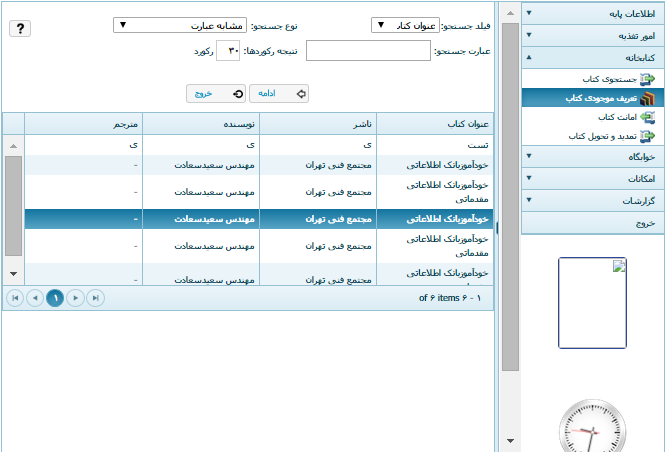 اطلاعات پایه
امور تغذیه
کتابخانه
جستجوی کتاب
تعریف موجودی کتاب
امانت کتاب
تمدید و تحویل کتاب
خوابگاه
امکانات
گزارشات
خروج
فیلد جستجو: عنوان کتاب نوع جستجو: مشابه عبارت ?
عبارت جستجو: نتیجه رکوردها: ۳۰ رکورد
ادامه خروج
عنوان کتاب ناشر نویسنده مترجم
تست ی ی ی
خودآموزبانک اطلاعاتی مجتمع فنی تهران مهندس سعیدسعادت -
خودآموزبانک اطلاعاتی مجتمع فنی تهران مهندس سعیدسعادت -
مقدماتی
خودآموزبانک اطلاعاتی مجتمع فنی تهران مهندس سعیدسعادت -
خودآموزبانک اطلاعاتی مجتمع فنی تهران مهندس سعیدسعادت -
مقدماتی
خودآموزبانک اطلاعاتی مجتمع فنی تهران مهندس سعیدسعادت -
۱
of ۶ items ۶ - ۱